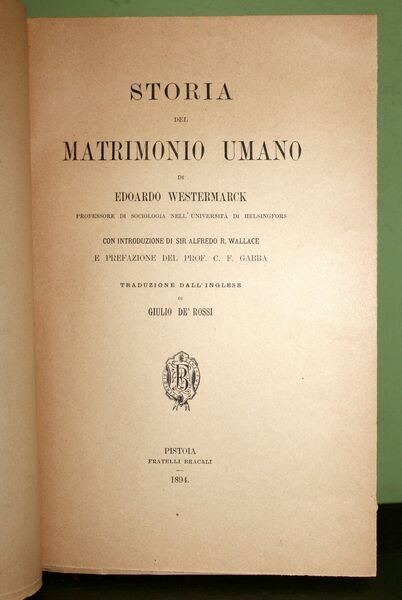 STORIA
DEL
MATRIMONIO UMANO
DI
EDOARDO WESTERMARCK
PROFESSORE DI SOCIOLOGIA NELL'UNIVERSITÀ DI HELSINGFORS
CON INTRODUZIONE DI SIR ALFREDO R. WALLACE
E PREFAZIONE DEL PROF. C. F. GABBA
TRADUZIONE DALL'INGLESE
DI
GIULIO DE' ROSSI
PISTOIA
FRATELLI BRACALI
1894.